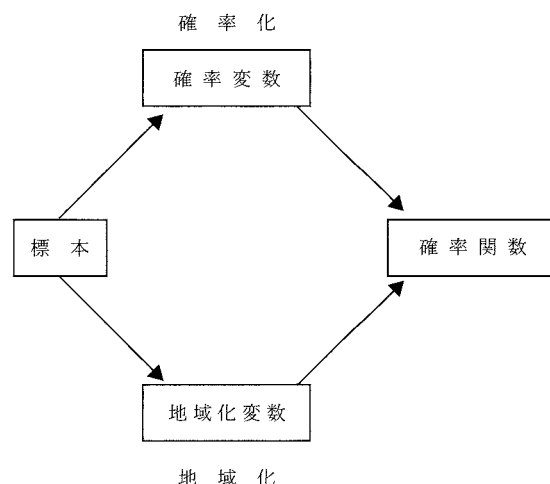 確率化
確率変数
標本
確率関数
地域化変数
地域化